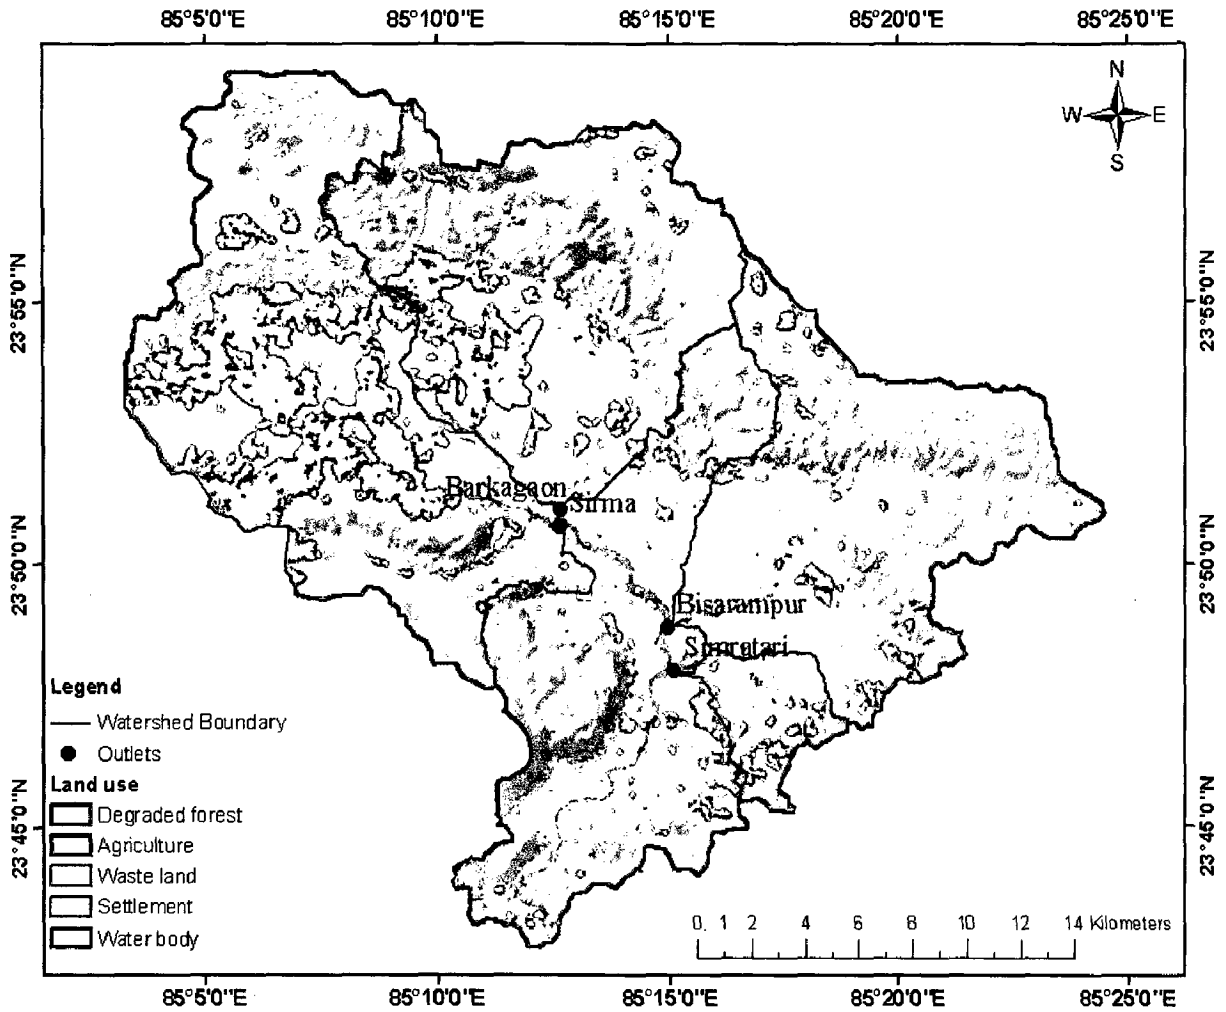 85°5'0"E 85°10'0"E 85°15'0"E 85°20'0"E 85°25'0"E
N
W E
S
23°55'0"N 23°55'0"N
Barkagaon
Sirma
23°50'0"N 23°50'0"N
Bisarampur
Simratari
Legend
Watershed Boundary
Outlets
Land use
Degraded forest
Agriculture
Waste land
Settlement
Water body
23°45'0"N 23°45'0"N
0 1 2 4 6 8 10 12 14 Kilometers
85°5'0"E 85°10'0"E 85°15'0"E 85°20'0"E 85°25'0"E